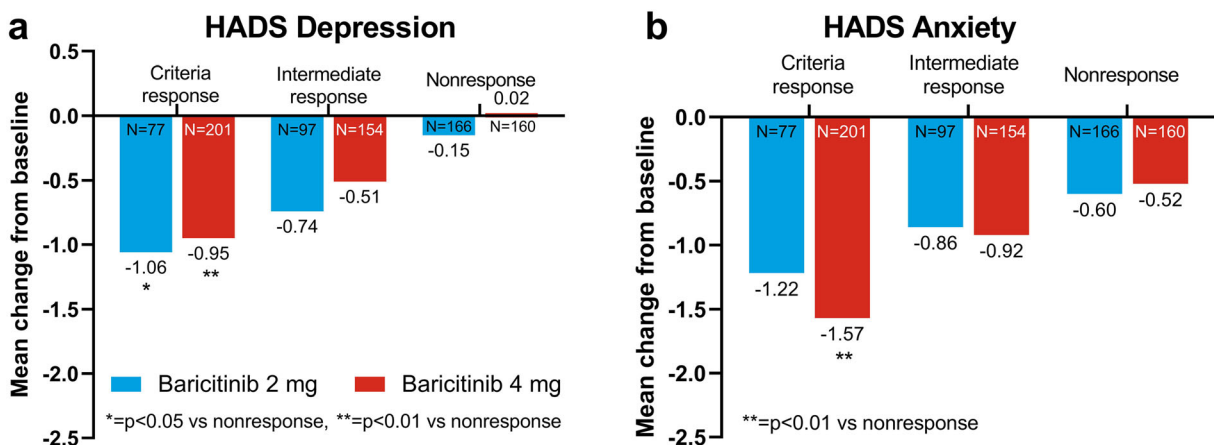 a
HADS Depression
Mean change from baseline
0.5
0.0
-0.5
-1.0
-1.5
-2.0
-2.5
Criteria
response
Intermediate
response
Nonresponse
0.02
N=77
N=201
N=97
N=154
N=166
N=160
-1.06
*
-0.95
**
-0.74
-0.51
-0.15
Baricitinib 2 mg
Baricitinib 4 mg
*=p<0.05 vs nonresponse, **=p<0.01 vs nonresponse
b
HADS Anxiety
Mean change from baseline
0.0
-0.5
-1.0
-1.5
-2.0
-2.5
Criteria
response
Intermediate
response
Nonresponse
N=77
N=201
N=97
N=154
N=166
N=160
-1.22
-1.57
**
-0.86
-0.92
-0.60
-0.52
**=p<0.01 vs nonresponse